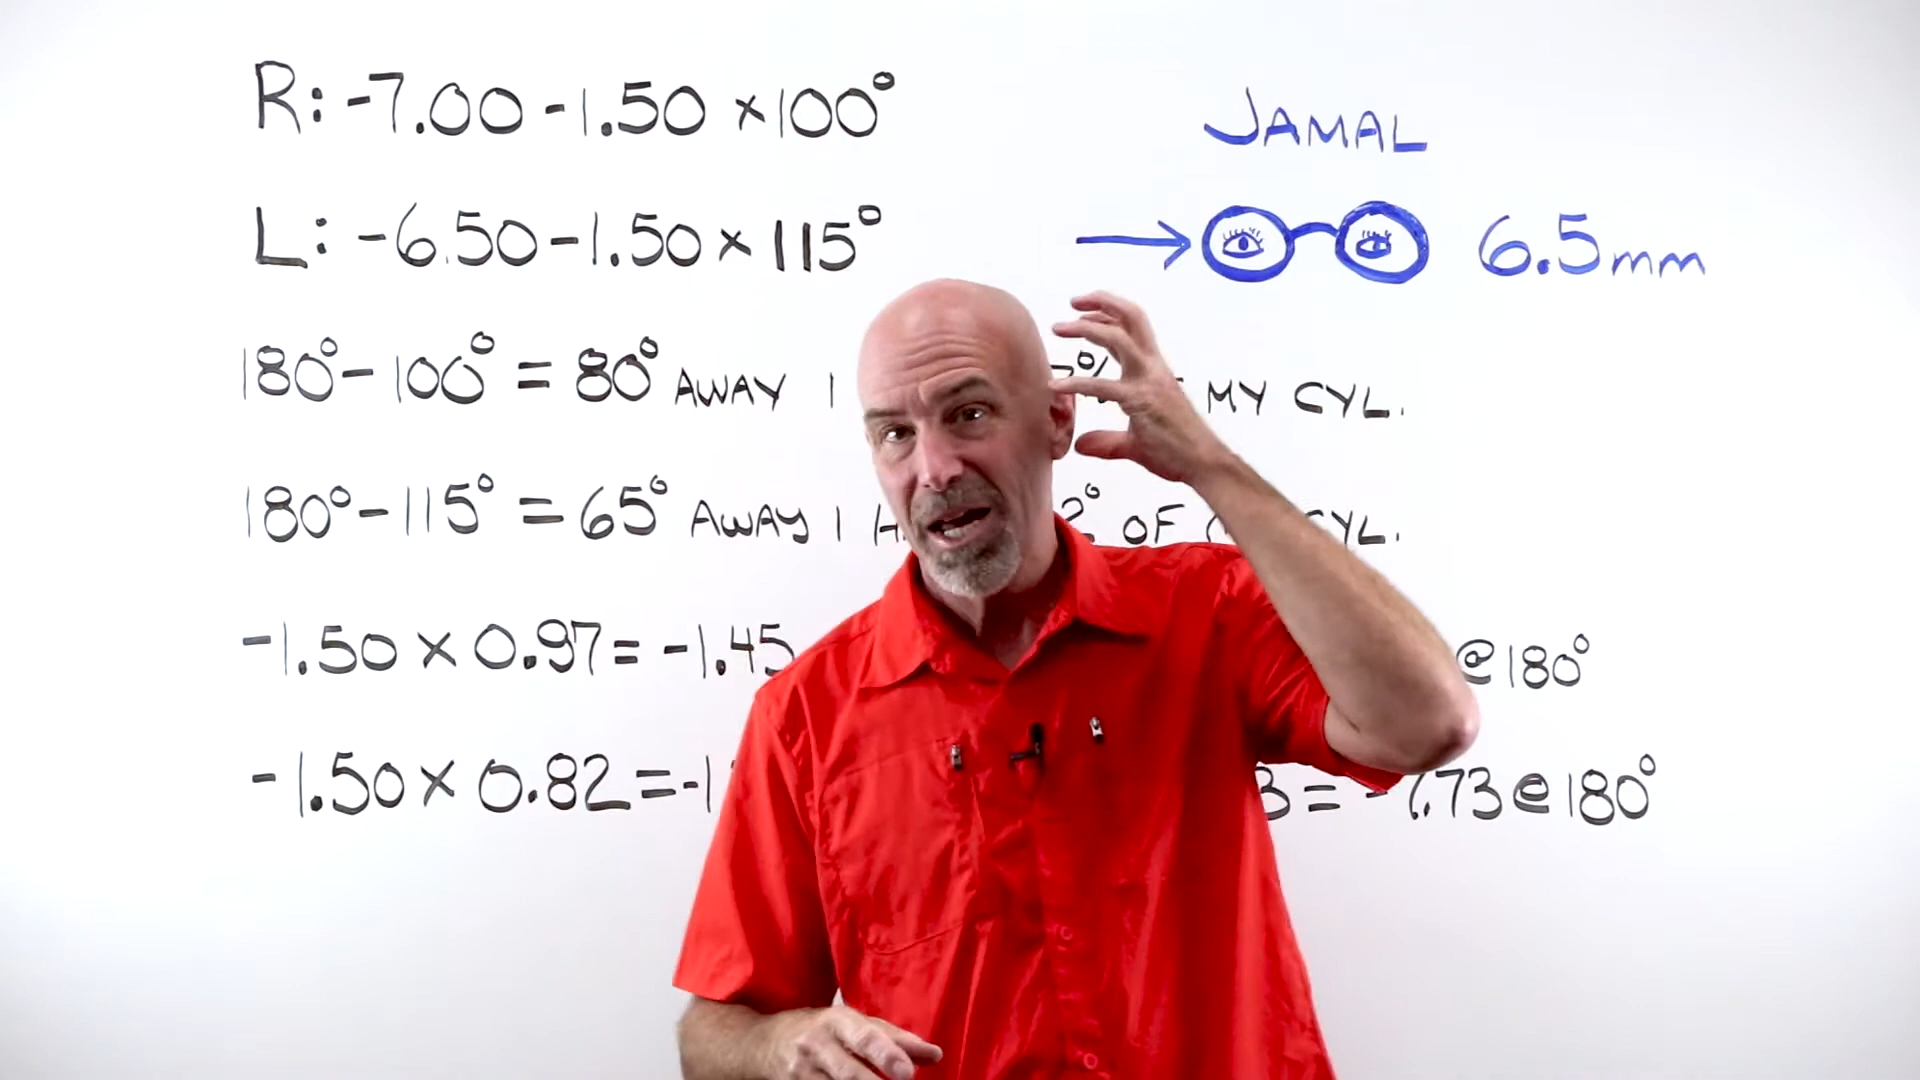 R: -7.00 -1.50 ×100°
JAMAL
L: -6.50 -1.50 × 115°
6.5mm
180° - 100° = 80° AWAY I MY CYL.
180° - 115° = 65° AWAY I OF CYL.
-1.50 × 0.97 = -1.45 @180°
-1.50 × 0.82 = -1 3 = -7.73@180°